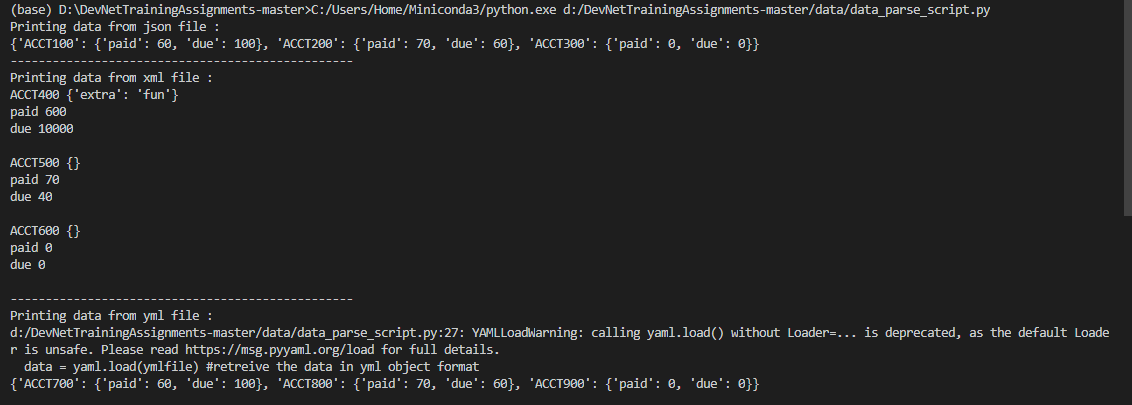 (base) D:\DevNetTrainingAssignments-master>C:/Users/Home/Miniconda3/python.exe d:/DevNetTrainingAssignments-master/data/data_parse_script.py
Printing data from json file :
{'ACCT100': {'paid': 60, 'due': 100}, 'ACCT200': {'paid': 70, 'due': 60}, 'ACCT300': {'paid': 0, 'due': 0}}
-------------------------------------------------
Printing data from xml file :
ACCT400 {'extra': 'fun'}
paid 600
due 10000

ACCT500 {}
paid 70
due 40

ACCT600 {}
paid 0
due 0

-------------------------------------------------
Printing data from yml file :
d:/DevNetTrainingAssignments-master/data/data_parse_script.py:27: YAMLLoadWarning: calling yaml.load() without Loader=... is deprecated, as the default Loade
r is unsafe. Please read https://msg.pyyaml.org/load for full details.
  data = yaml.load(ymlfile) #retreive the data in yml object format
{'ACCT700': {'paid': 60, 'due': 100}, 'ACCT800': {'paid': 70, 'due': 60}, 'ACCT900': {'paid': 0, 'due': 0}}